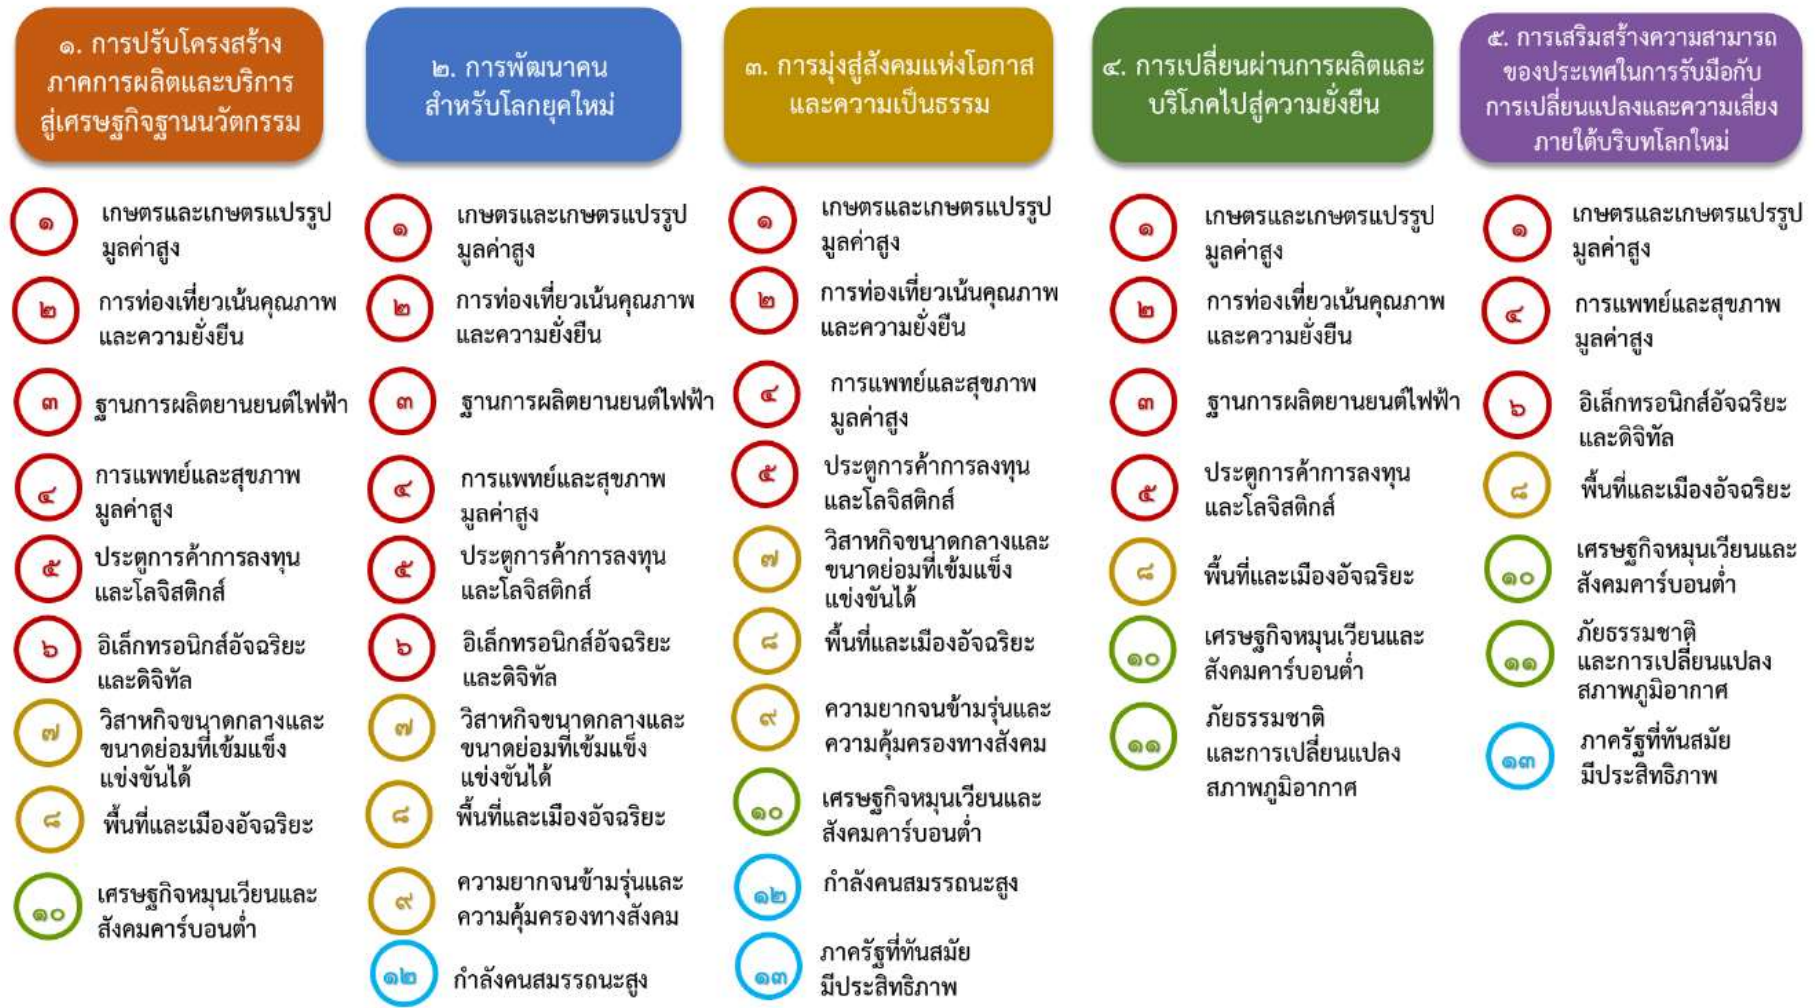 ๑. การปรับโครงสร้าง
ภาคการผลิตและบริการ
สู่เศรษฐกิจฐานนวัตกรรม
๑
เกษตรและเกษตรแปรรูป
มูลค่าสูง
๒
การท่องเที่ยวเน้นคุณภาพ
และความยั่งยืน
๓
ฐานการผลิตยานยนต์ไฟฟ้า
๔
การแพทย์และสุขภาพ
มูลค่าสูง
๕
ประตูการค้าการลงทุน
และโลจิสติกส์
๖
อิเล็กทรอนิกส์อัจฉริยะ
และดิจิทัล
๗
วิสาหกิจขนาดกลางและ
ขนาดย่อมที่เข้มแข็ง
แข่งขันได้
๘
พื้นที่และเมืองอัจฉริยะ
๑๐
เศรษฐกิจหมุนเวียนและ
สังคมคาร์บอนต่ำ
๒. การพัฒนาคน
สำหรับโลกยุคใหม่
๑
เกษตรและเกษตรแปรรูป
มูลค่าสูง
๒
การท่องเที่ยวเน้นคุณภาพ
และความยั่งยืน
๓
ฐานการผลิตยานยนต์ไฟฟ้า
๔
การแพทย์และสุขภาพ
มูลค่าสูง
๕
ประตูการค้าการลงทุน
และโลจิสติกส์
๖
อิเล็กทรอนิกส์อัจฉริยะ
และดิจิทัล
๗
วิสาหกิจขนาดกลางและ
ขนาดย่อมที่เข้มแข็ง
แข่งขันได้
๘
พื้นที่และเมืองอัจฉริยะ
๙
ความยากจนข้ามรุ่นและ
ความคุ้มครองทางสังคม
๑๒
กำลังคนสมรรถนะสูง
๓. การมุ่งสู่สังคมแห่งโอกาส
และความเป็นธรรม
๑
เกษตรและเกษตรแปรรูป
มูลค่าสูง
๒
การท่องเที่ยวเน้นคุณภาพ
และความยั่งยืน
๔
การแพทย์และสุขภาพ
มูลค่าสูง
๕
ประตูการค้าการลงทุน
และโลจิสติกส์
๗
วิสาหกิจขนาดกลางและ
ขนาดย่อมที่เข้มแข็ง
แข่งขันได้
๘
พื้นที่และเมืองอัจฉริยะ
๙
ความยากจนข้ามรุ่นและ
ความคุ้มครองทางสังคม
๑๐
เศรษฐกิจหมุนเวียนและ
สังคมคาร์บอนต่ำ
๑๒
กำลังคนสมรรถนะสูง
๑๓
ภาครัฐที่ทันสมัย
มีประสิทธิภาพ
๔. การเปลี่ยนผ่านการผลิตและ
บริโภคไปสู่ความยั่งยืน
๑
เกษตรและเกษตรแปรรูป
มูลค่าสูง
๒
การท่องเที่ยวเน้นคุณภาพ
และความยั่งยืน
๓
ฐานการผลิตยานยนต์ไฟฟ้า
๕
ประตูการค้าการลงทุน
และโลจิสติกส์
๘
พื้นที่และเมืองอัจฉริยะ
๑๐
เศรษฐกิจหมุนเวียนและ
สังคมคาร์บอนต่ำ
๑๑
ภัยธรรมชาติ
และการเปลี่ยนแปลง
สภาพภูมิอากาศ
๕. การเสริมสร้างความสามารถ
ของประเทศในการรับมือกับ
การเปลี่ยนแปลงและความเสี่ยง
ภายใต้บริบทโลกใหม่
๑
เกษตรและเกษตรแปรรูป
มูลค่าสูง
๔
การแพทย์และสุขภาพ
มูลค่าสูง
๖
อิเล็กทรอนิกส์อัจฉริยะ
และดิจิทัล
๘
พื้นที่และเมืองอัจฉริยะ
๑๐
เศรษฐกิจหมุนเวียนและ
สังคมคาร์บอนต่ำ
๑๑
ภัยธรรมชาติ
และการเปลี่ยนแปลง
สภาพภูมิอากาศ
๑๓
ภาครัฐที่ทันสมัย
มีประสิทธิภาพ